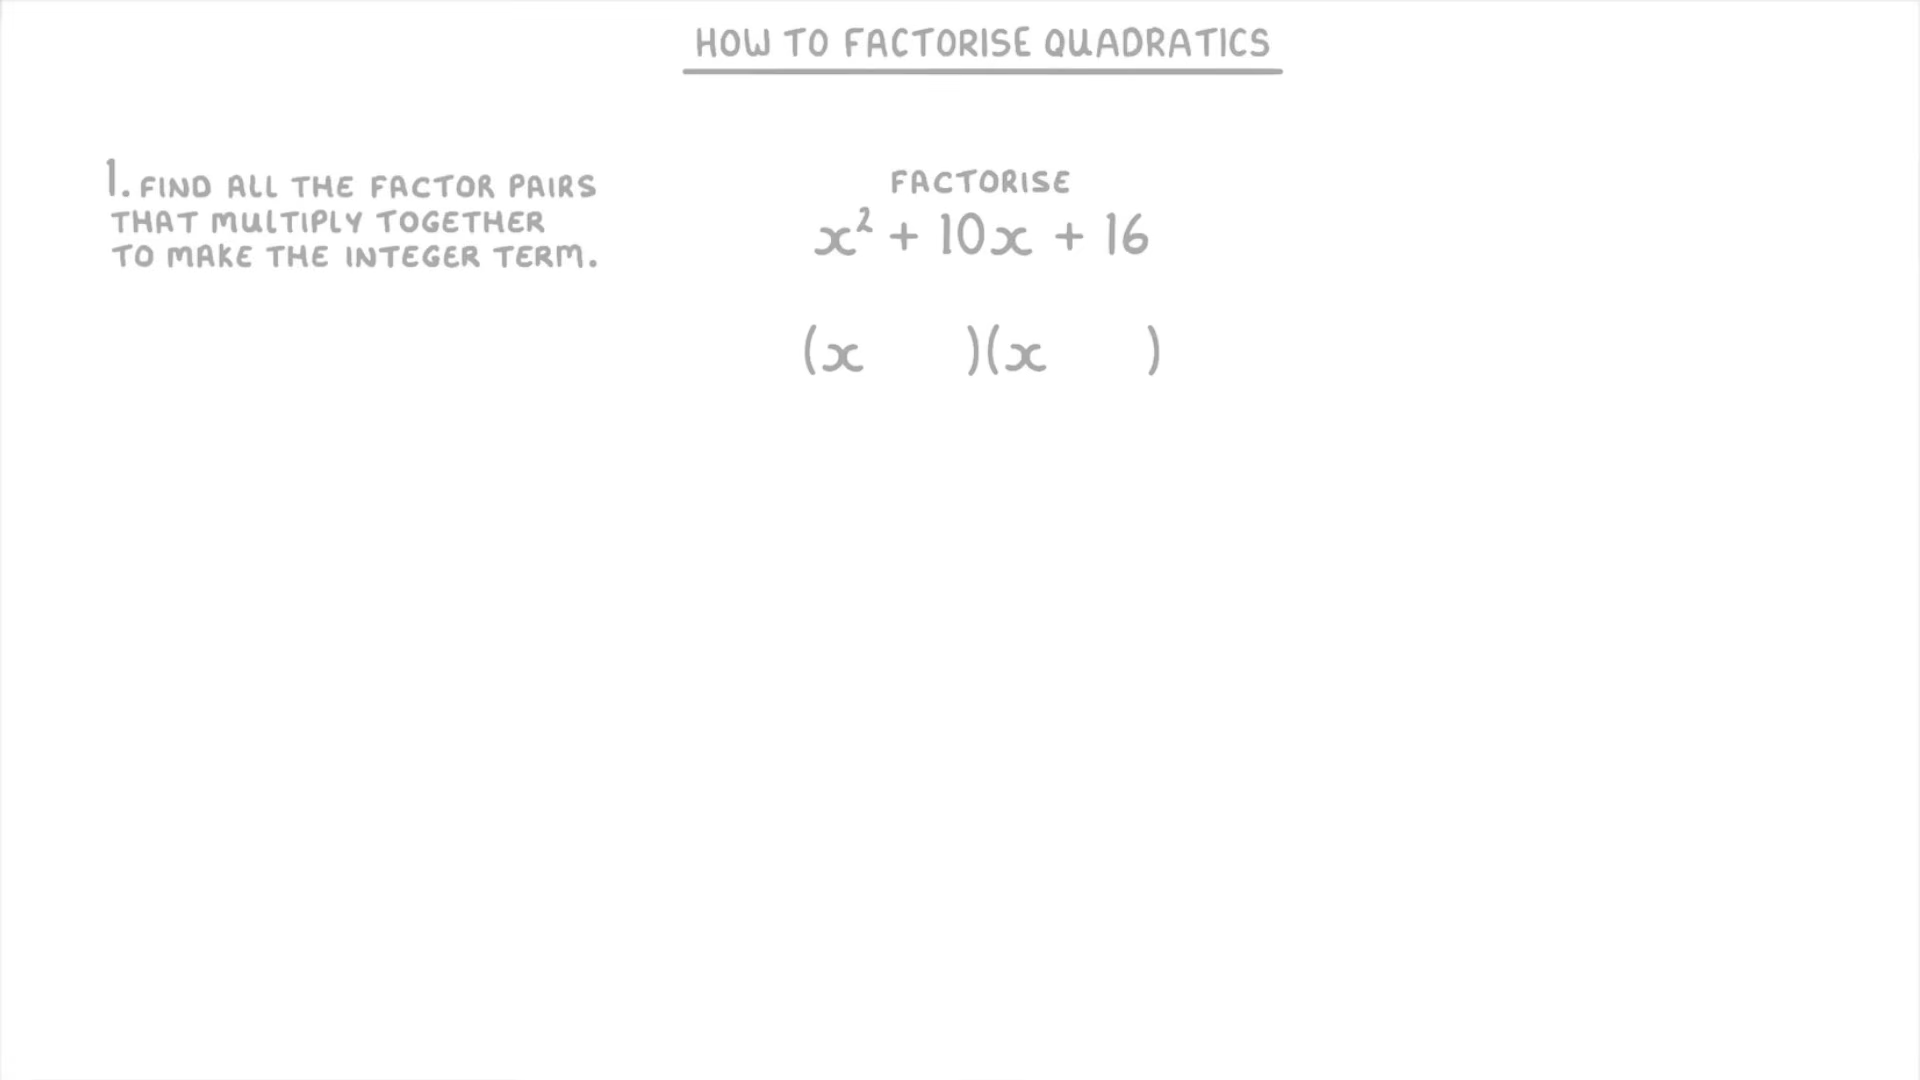 HOW TO FACTORISE QUADRATICS
1. FIND ALL THE FACTOR PAIRS
THAT MULTIPLY TOGETHER
TO MAKE THE INTEGER TERM.
FACTORISE
x² + 10x + 16
(x )(x )